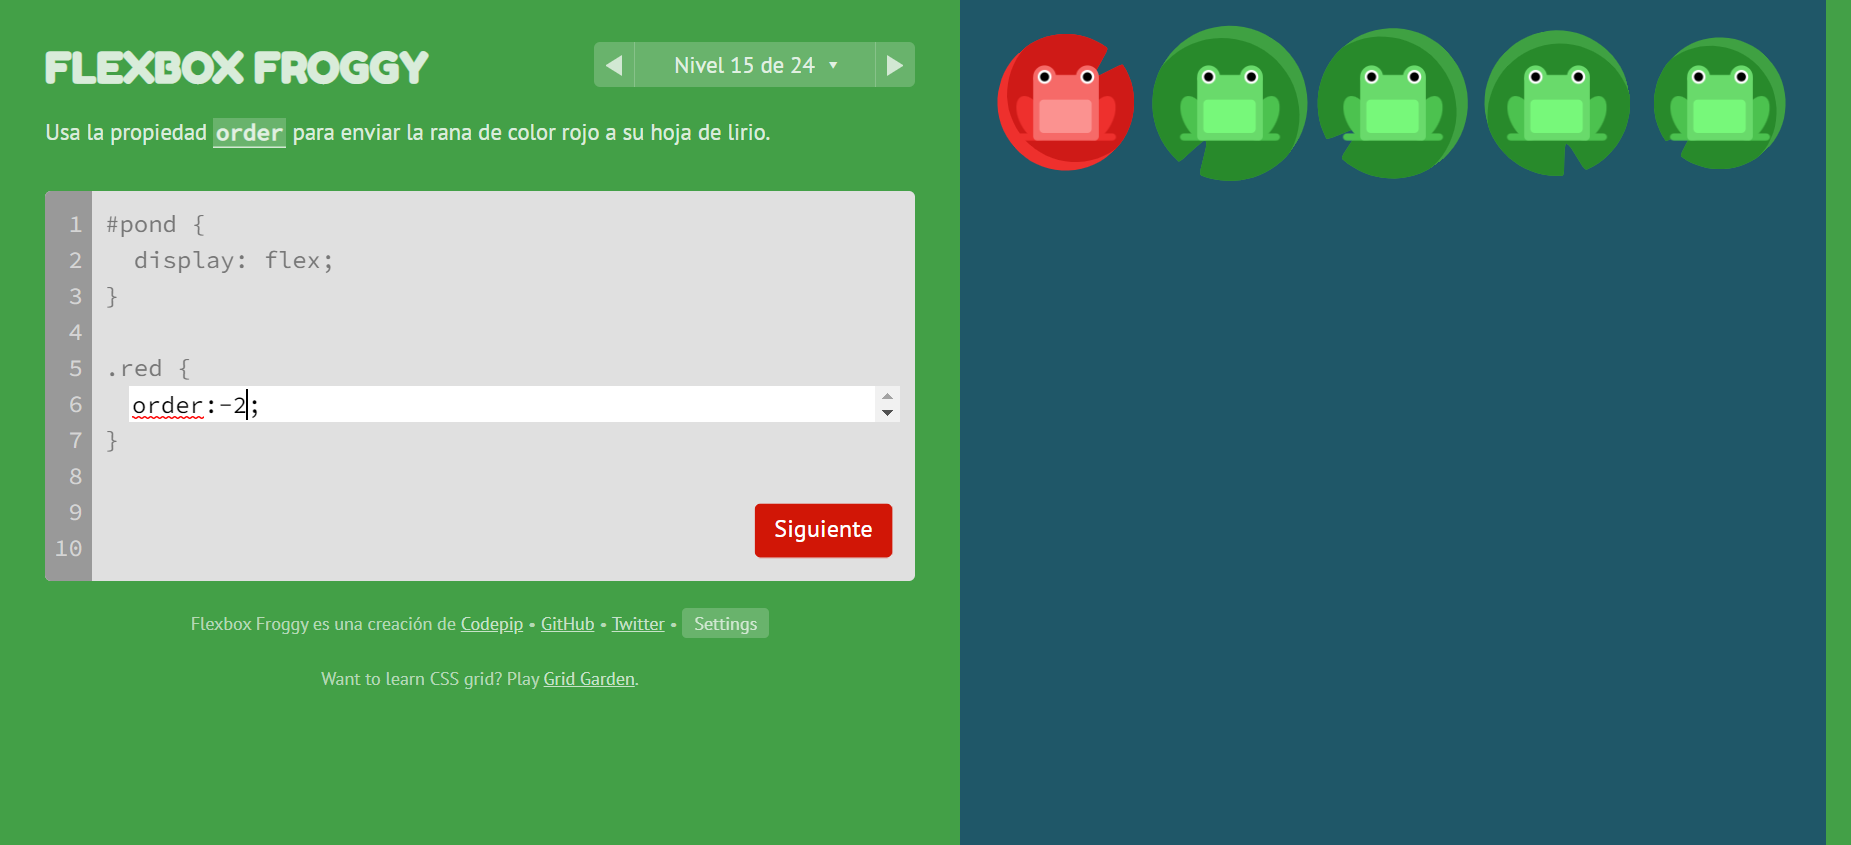 FLEXBOX FROGGY
Nivel 15 de 24
Usa la propiedad order para enviar la rana de color rojo a su hoja de lirio.
1 #pond {
2 display: flex;
3 }
4
5 .red {
6 order:-2;
7 }
8
9
10
Siguiente
Flexbox Froggy es una creación de Codepip • GitHub • Twitter • Settings
Want to learn CSS grid? Play Grid Garden.